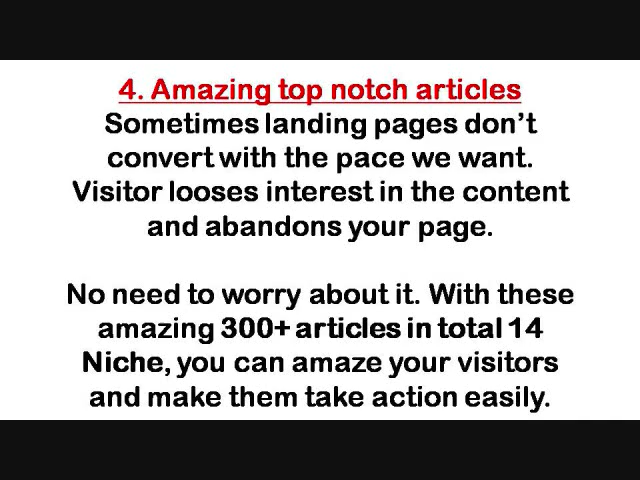 4. Amazing top notch articles
Sometimes landing pages don’t
convert with the pace we want.
Visitor looses interest in the content
and abandons your page.
No need to worry about it. With these
amazing 300+ articles in total 14
Niche, you can amaze your visitors
and make them take action easily.